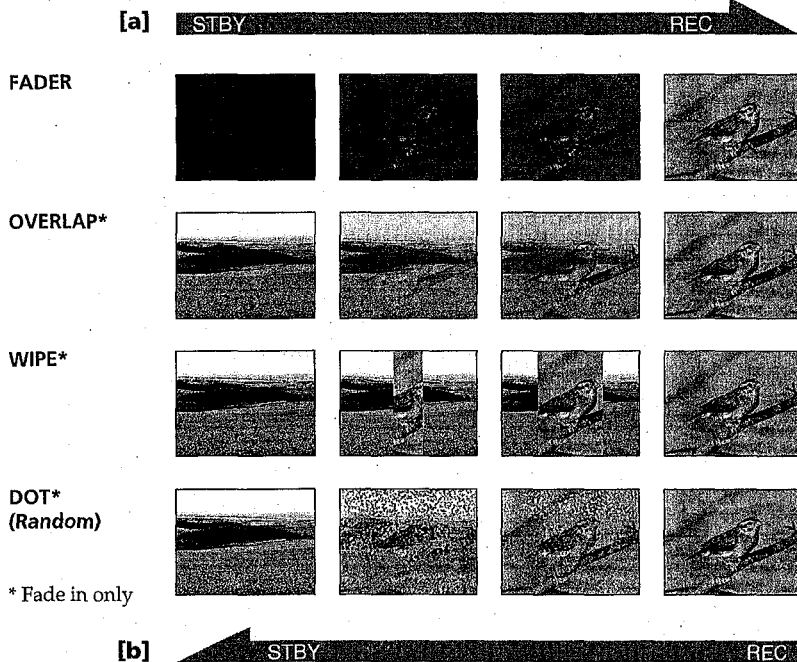 [a] STBY REC
FADER
OVERLAP*
WIPE*
DOT*
(Random)
* Fade in only
[b] STBY REC